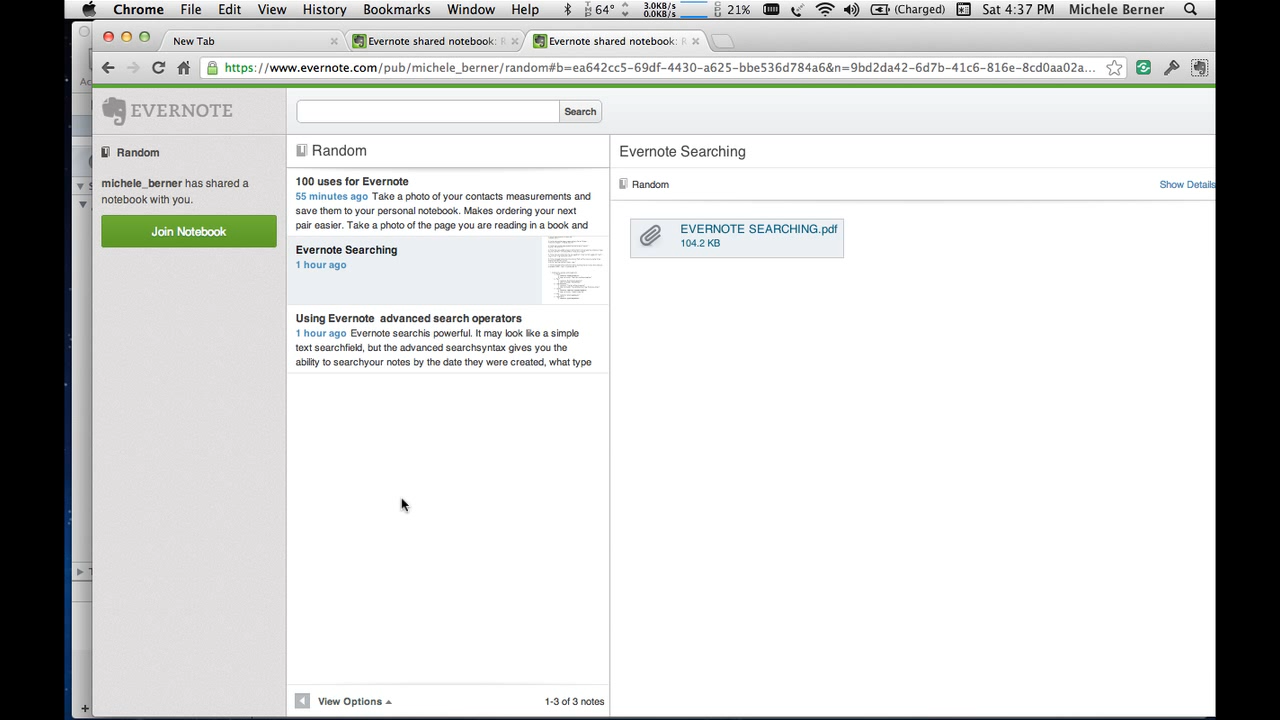 Chrome File Edit View History Bookmarks Window Help 64° 3.0KB/s 0.0KB/s 21% (Charged) Sat 4:37 PM Michele Berner
New Tab Evernote shared notebook: R Evernote shared notebook: R
https://www.evernote.com/pub/michele_berner/random#b=ea642cc5-69df-4430-a625-bbe536d784a6&n=9bd2da42-6d7b-41c6-816e-8cd0aa02a...
EVERNOTE
Search
Random
michele_berner has shared a
notebook with you.
Join Notebook
Random
100 uses for Evernote
55 minutes ago Take a photo of your contacts measurements and
save them to your personal notebook. Makes ordering your next
pair easier. Take a photo of the page you are reading in a book and
Evernote Searching
1 hour ago
Using Evernote advanced search operators
1 hour ago Evernote searchis powerful. It may look like a simple
text searchfield, but the advanced searchsyntax gives you the
ability to searchyour notes by the date they were created, what type
View Options
1-3 of 3 notes
Evernote Searching
Random
Show Details
EVERNOTE SEARCHING.pdf
104.2 KB